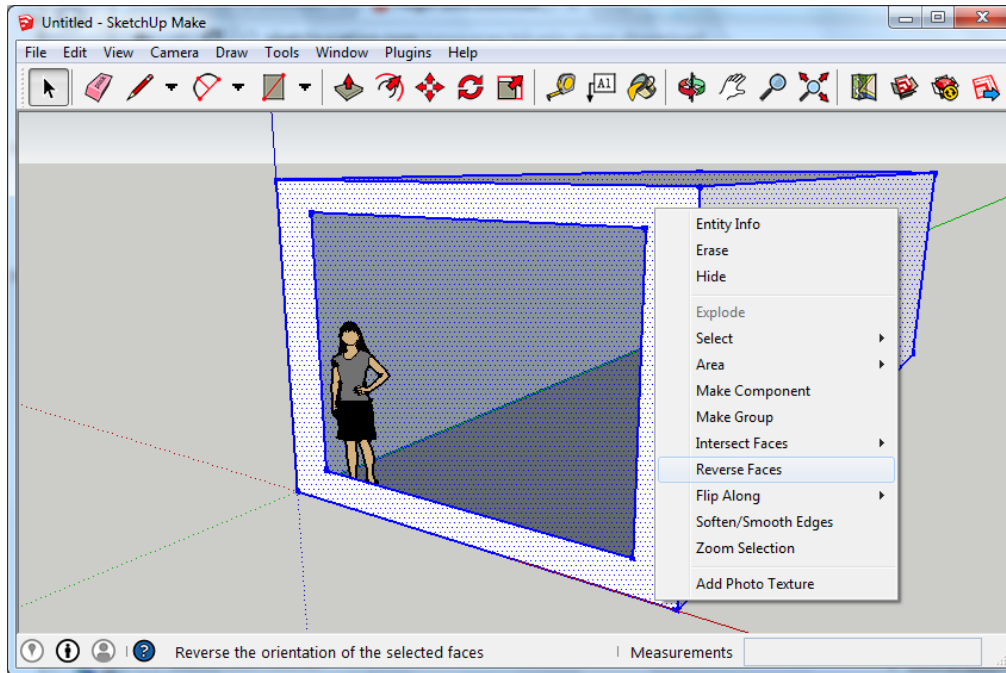 Untitled - SketchUp Make
File Edit View Camera Draw Tools Window Plugins Help
A1
Entity Info
Erase
Hide
Explode
Select
Area
Make Component
Make Group
Intersect Faces
Reverse Faces
Flip Along
Soften/Smooth Edges
Zoom Selection
Add Photo Texture
? Reverse the orientation of the selected faces Measurements